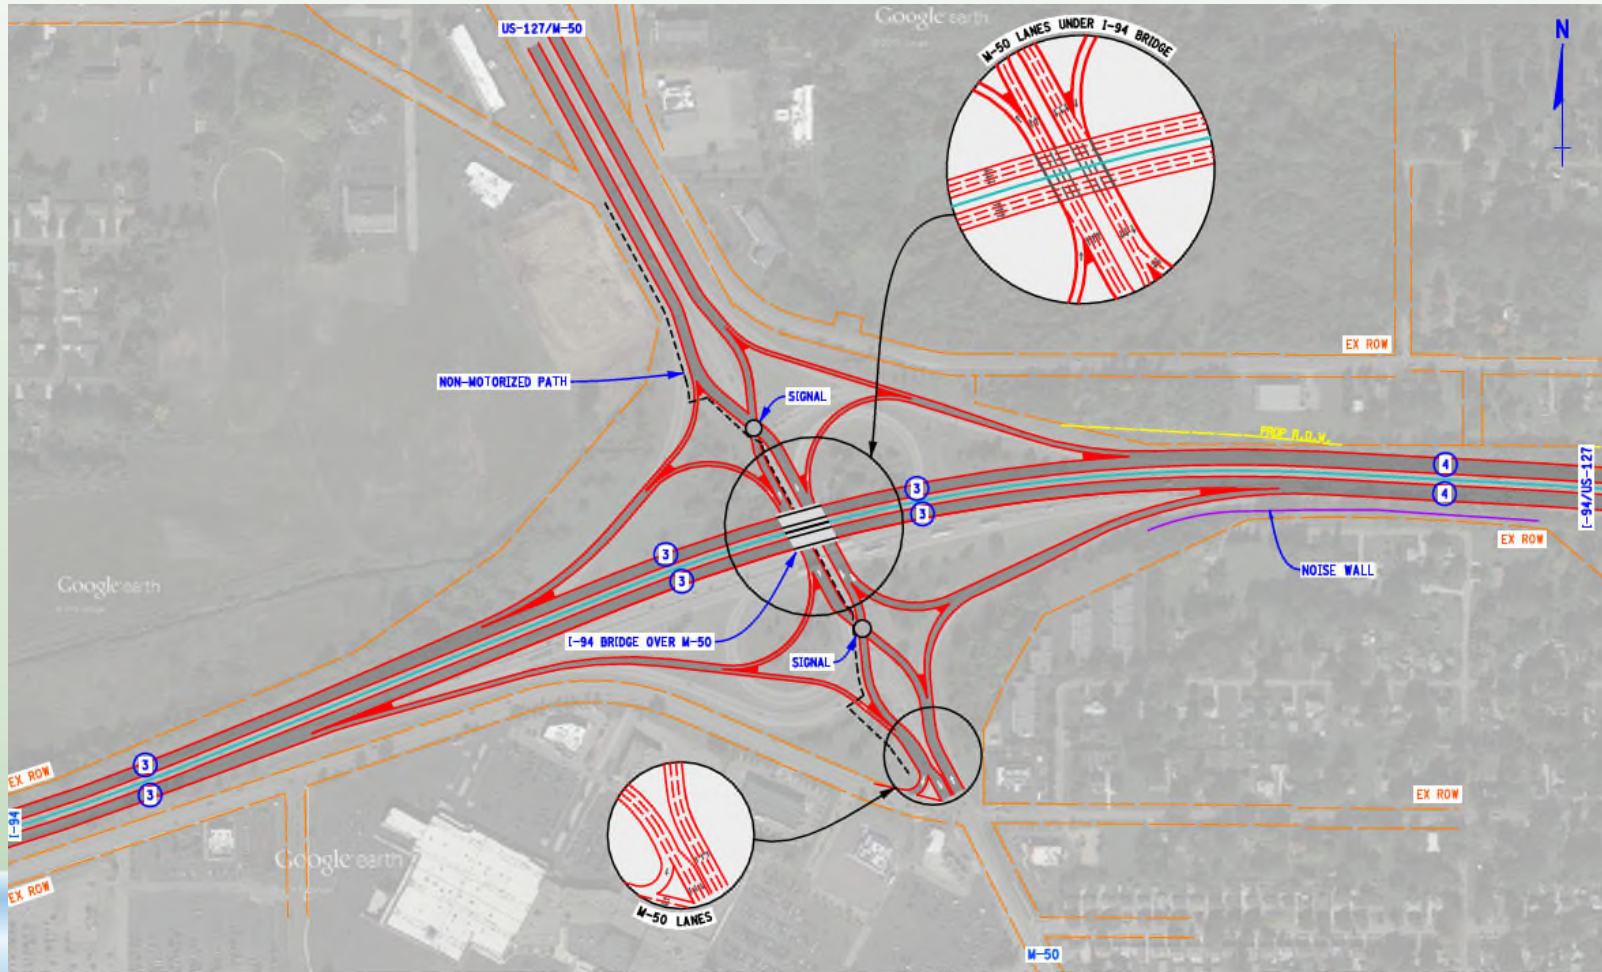 US-127/M-50
Google earth
M-50 LANES UNDER I-94 BRIDGE
N
EX ROW
NON-MOTORIZED PATH
SIGNAL
PROP R.O.W.
4
I-94/US-127
3
4
3
EX ROW
3
NOISE WALL
3
Google earth
I-94 BRIDGE OVER M-50
SIGNAL
3
EX ROW
3
EX ROW
I-94
Google earth
EX ROW
M-50 LANES
M-50